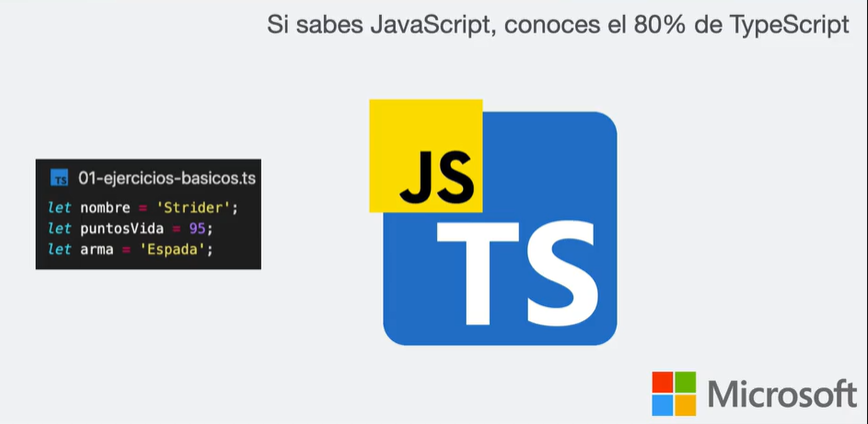 Si sabes JavaScript, conoces el 80% de TypeScript
JS
TS
TS 01-ejercicios-basicos.ts
let nombre = 'Strider';
let puntosVida = 95;
let arma = 'Espada';
Microsoft